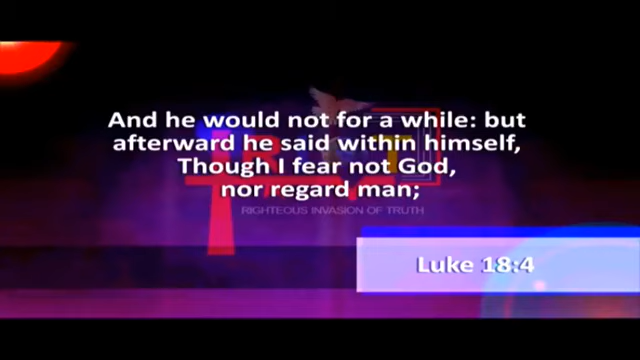 And he would not for a while: but
afterward he said within himself,
Though I fear not God,
nor regard man;
RIGHTEOUS INVASION OF TRUTH
Luke 18:4